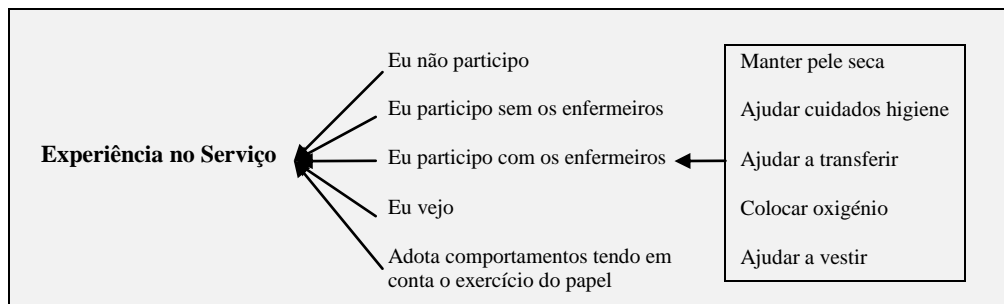 Experiência no Serviço
Eu não participo
Eu participo sem os enfermeiros
Eu participo com os enfermeiros
Eu vejo
Adota comportamentos tendo em
conta o exercício do papel
Manter pele seca
Ajudar cuidados higiene
Ajudar a transferir
Colocar oxigénio
Ajudar a vestir